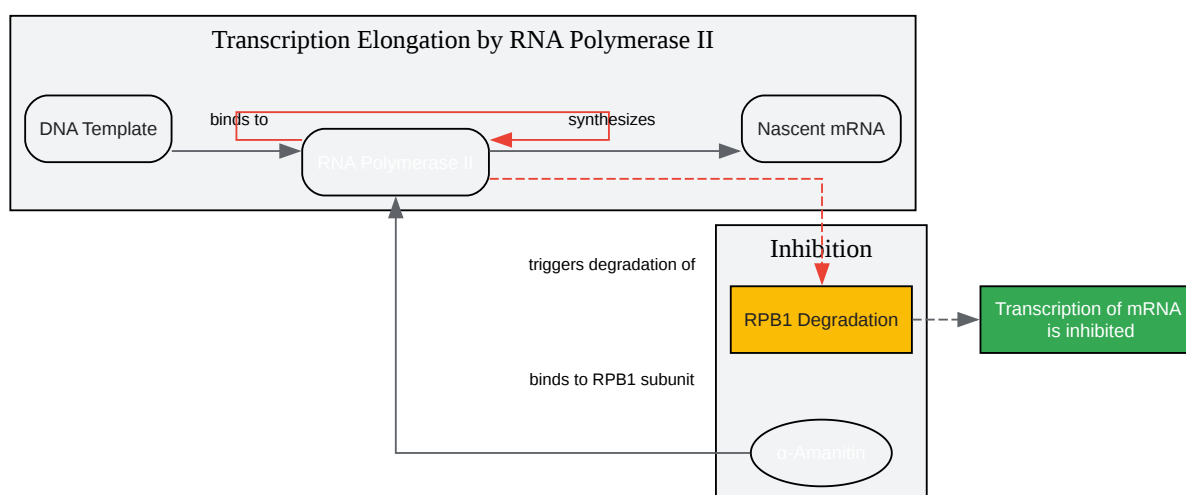 Transcription Elongation by RNA Polymerase II
DNA Template
binds to
RNA Polymerase II
synthesizes
Nascent mRNA
Inhibition
triggers degradation of
RPB1 Degradation
Transcription of mRNA
is inhibited
binds to RPB1 subunit
α-Amanitin